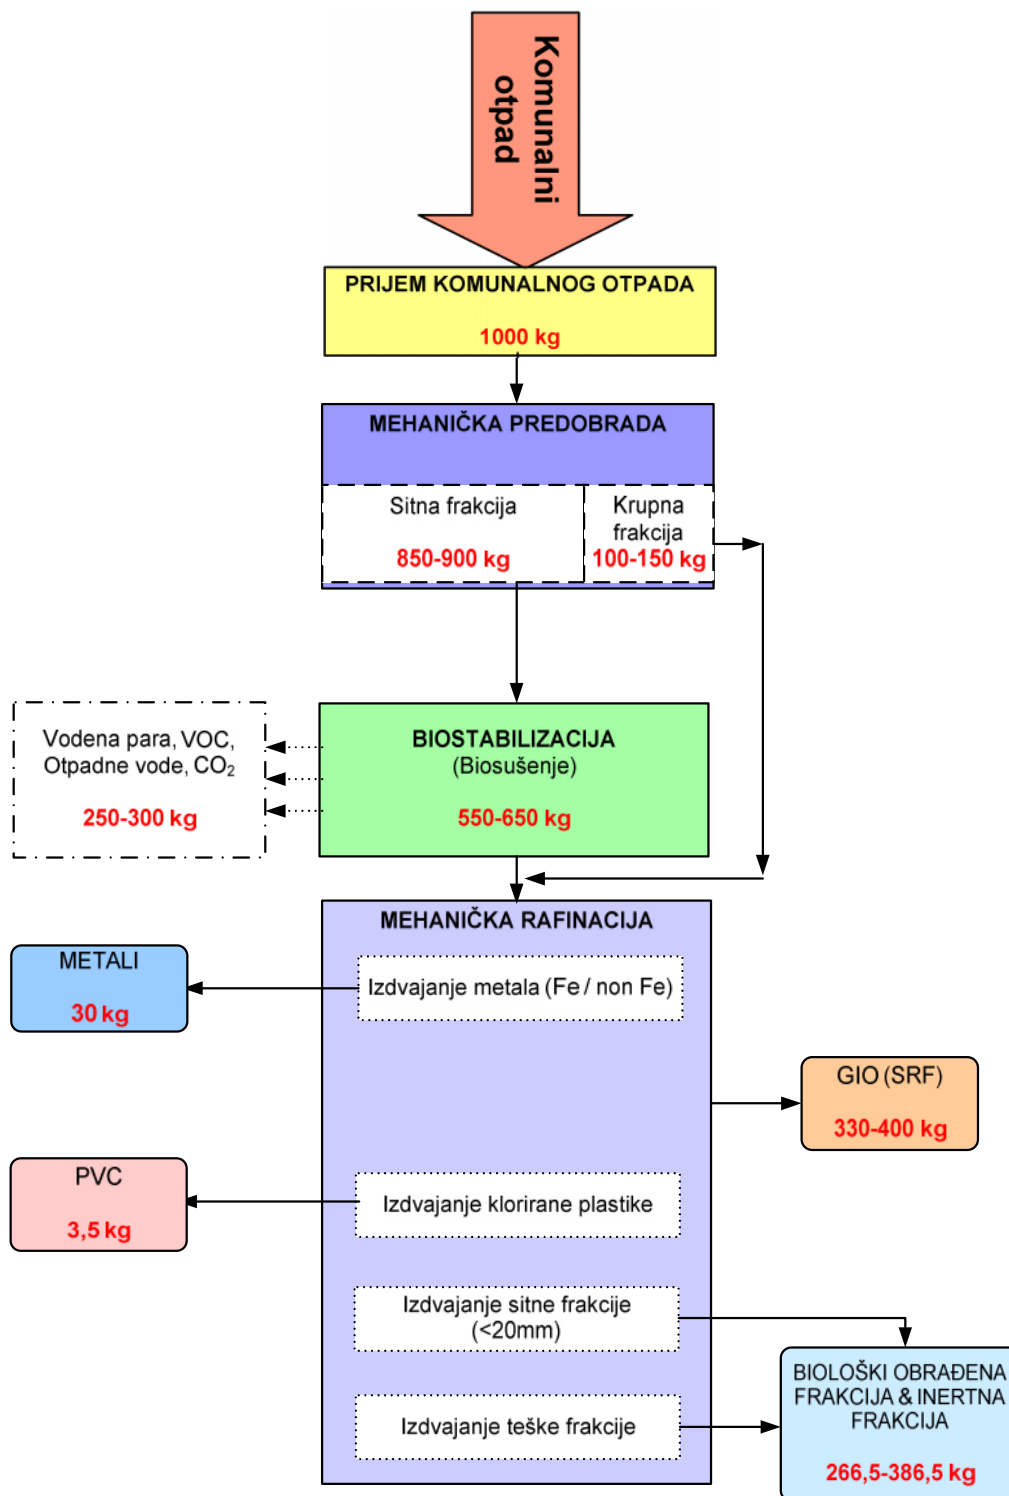 Komunalni
otpad
PRIJEM KOMUNALNOG OTPADA
1000 kg
MEHANIČKA PREDOBRADA
Sitna frakcija
850-900 kg
Krupna
frakcija
100-150 kg
Vodena para, VOC,
Otpadne vode, CO₂
250-300 kg
BIOSTABILIZACIJA
(Biosušenje)
550-650 kg
MEHANIČKA RAFINACIJA
METALI
30 kg
Izdvajanje metala (Fe / non Fe)
GIO (SRF)
330-400 kg
PVC
3,5 kg
Izdvajanje klorirane plastike
Izdvajanje sitne frakcije
(<20mm)
Izdvajanje teške frakcije
BIOLOŠKI OBRAĐENA
FRAKCIJA & INERTNA
FRAKCIJA
266,5-386,5 kg